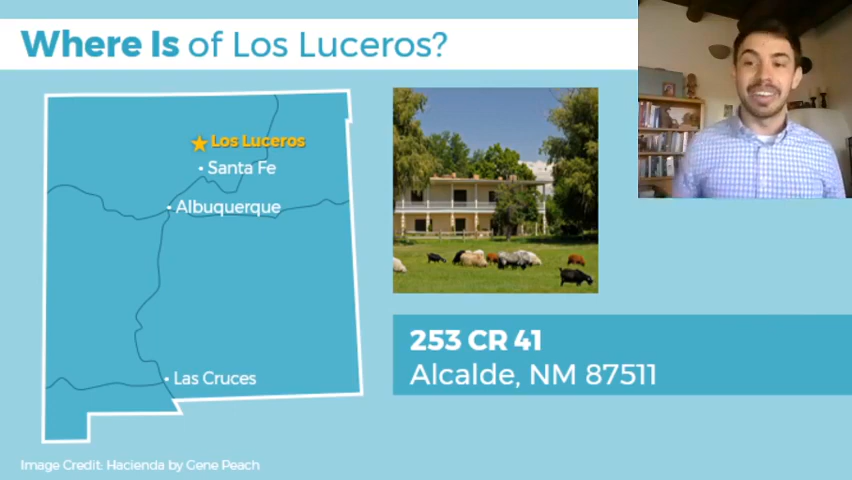 Where Is of Los Luceros?
Los Luceros
Santa Fe
Albuquerque
Las Cruces
253 CR 41
Alcalde, NM 87511
Image Credit: Hacienda by Gene Peach